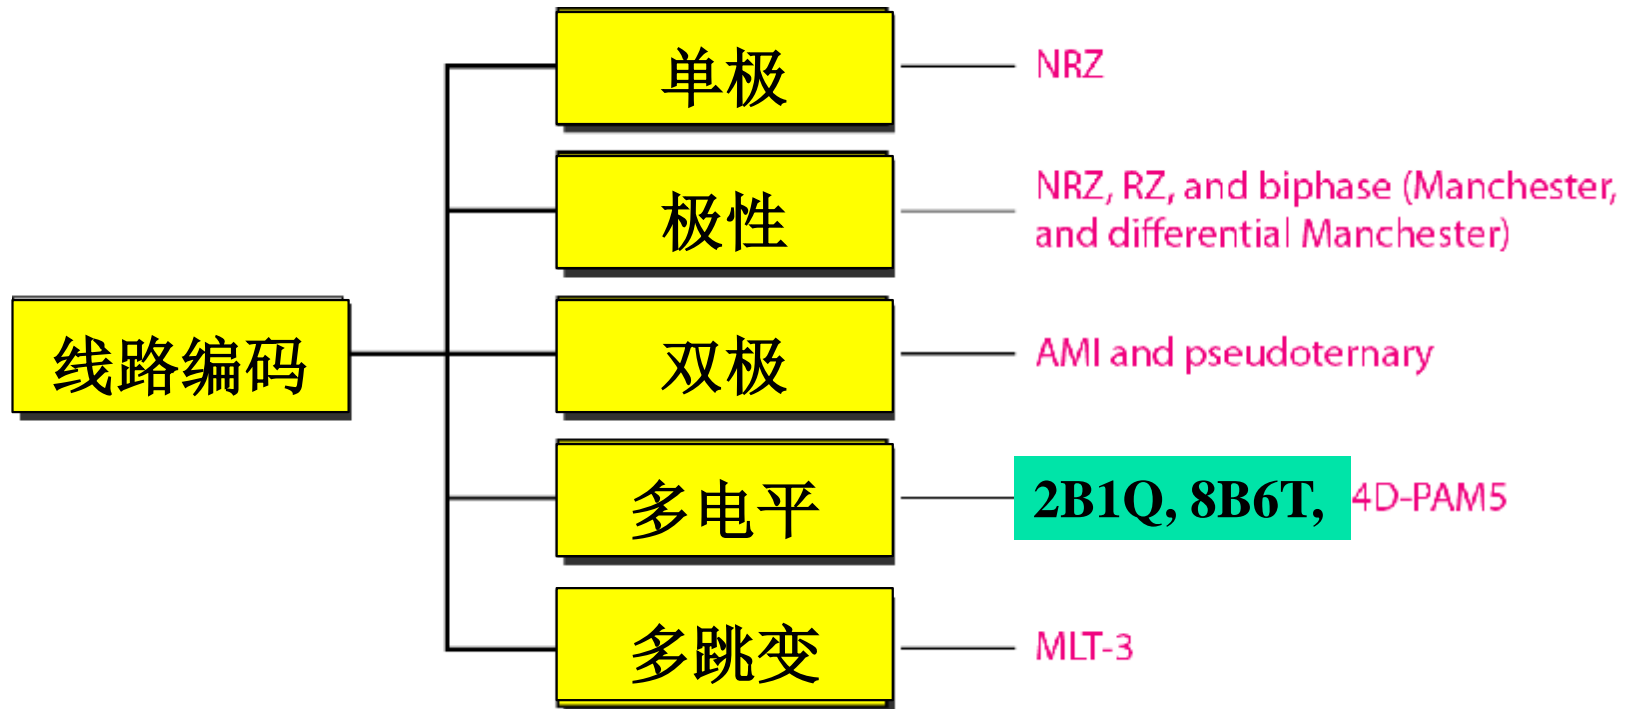 单极
NRZ
极性
NRZ, RZ, and biphase (Manchester,
and differential Manchester)
线路编码
双极
AMI and pseudoternary
多电平
2B1Q, 8B6T, 4D-PAM5
多跳变
MLT-3